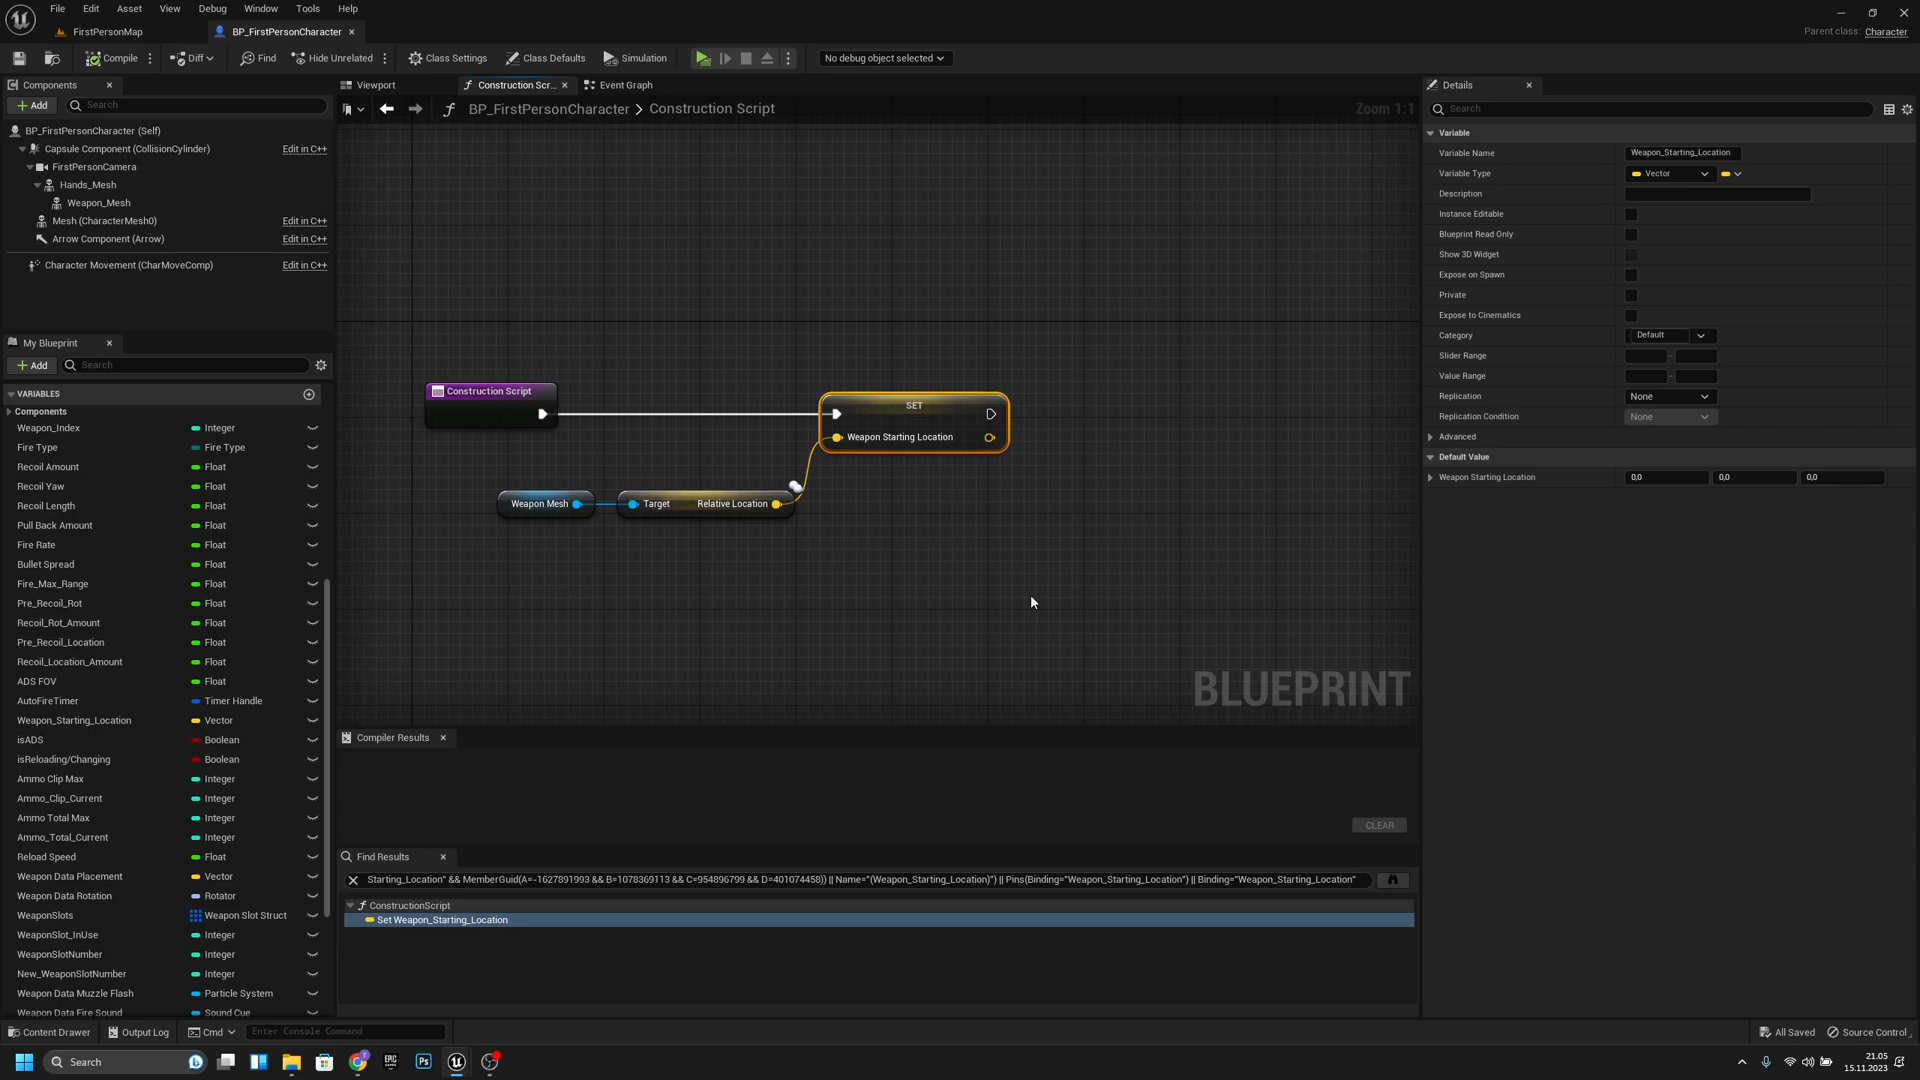 File Edit Asset View Debug Window Tools Help
FirstPersonMap
BP_FirstPersonCharacter
Parent class: Character
Compile
Diff
Find
Hide Unrelated
Class Settings
Class Defaults
Simulation
No debug object selected
Components
Add
Search
BP_FirstPersonCharacter (Self)
Capsule Component (CollisionCylinder) Edit in C++
FirstPersonCamera
Hands_Mesh
Weapon_Mesh
Mesh (CharacterMesh0) Edit in C++
Arrow Component (Arrow) Edit in C++
Character Movement (CharMoveComp) Edit in C++
My Blueprint
Add
Search
VARIABLES
Components
Weapon_Index Integer
Fire Type Fire Type
Recoil Amount Float
Recoil Yaw Float
Recoil Length Float
Pull Back Amount Float
Fire Rate Float
Bullet Spread Float
Fire_Max_Range Float
Pre_Recoil_Rot Float
Recoil_Rot_Amount Float
Pre_Recoil_Location Float
Recoil_Location_Amount Float
ADS FOV Float
AutoFireTimer Timer Handle
Weapon_Starting_Location Vector
isADS Boolean
isReloading/Changing Boolean
Ammo Clip Max Integer
Ammo_Clip_Current Integer
Ammo Total Max Integer
Ammo_Total_Current Integer
Reload Speed Float
Weapon Data Placement Vector
Weapon Data Rotation Rotator
WeaponSlots Weapon Slot Struct
WeaponSlot_InUse Integer
WeaponSlotNumber Integer
New_WeaponSlotNumber Integer
Weapon Data Muzzle Flash Particle System
Weapon Data Fire Sound Sound Cue
Viewport
Construction Scr...
Event Graph
BP_FirstPersonCharacter > Construction Script
Zoom 1:1
Construction Script
SET
Weapon Starting Location
Weapon Mesh
Target Relative Location
BLUEPRINT
Compiler Results
CLEAR
Find Results
Starting_Location" && MemberGuid(A=-1627891993 && B=1078369113 && C=954896799 && D=401074458)) || Name="(Weapon_Starting_Location)") || Pins(Binding="Weapon_Starting_Location") || Binding="Weapon_Starting_Location"
ConstructionScript
Set Weapon_Starting_Location
Details
Search
Variable
Variable Name Weapon_Starting_Location
Variable Type Vector
Description
Instance Editable
Blueprint Read Only
Show 3D Widget
Expose on Spawn
Private
Expose to Cinematics
Category Default
Slider Range
Value Range
Replication None
Replication Condition None
Advanced
Default Value
Weapon Starting Location 0,0 0,0 0,0
Content Drawer
Output Log
Cmd
Enter Console Command
All Saved
Source Control
Search
EPIC
Ps
21.05
15.11.2023